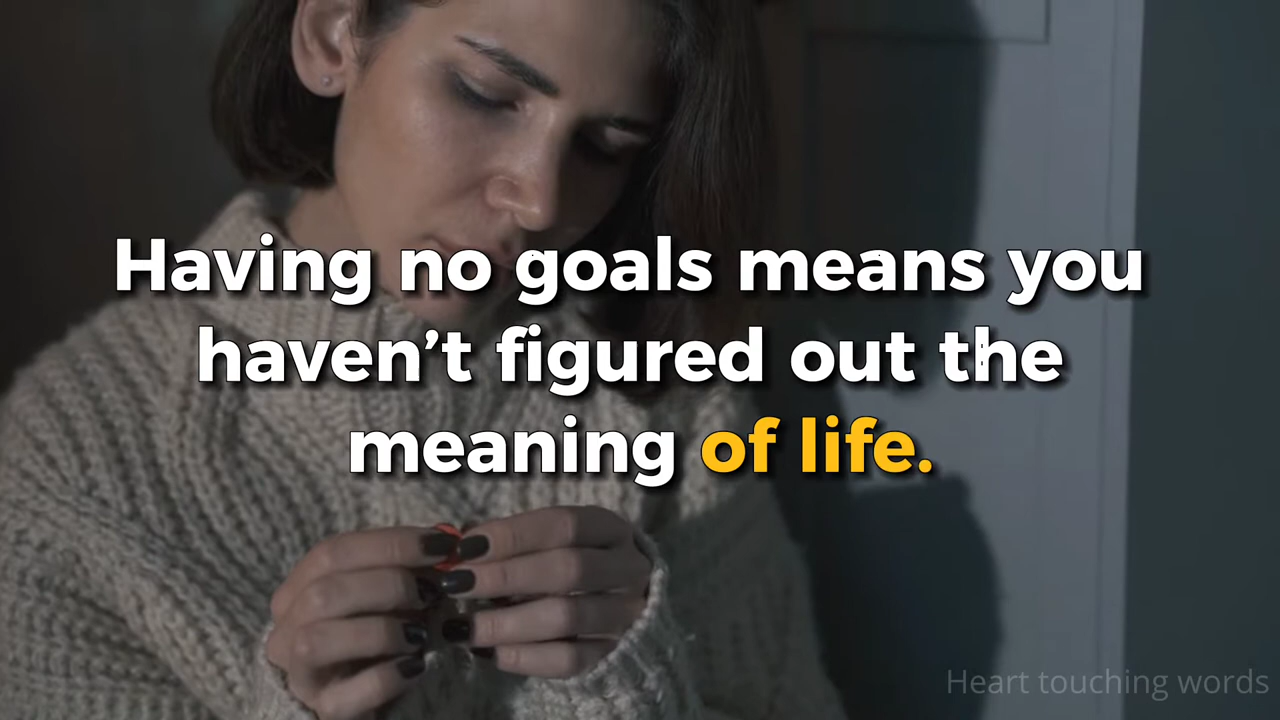 Having no goals means you
haven’t figured out the
meaning of life.
Heart touching words